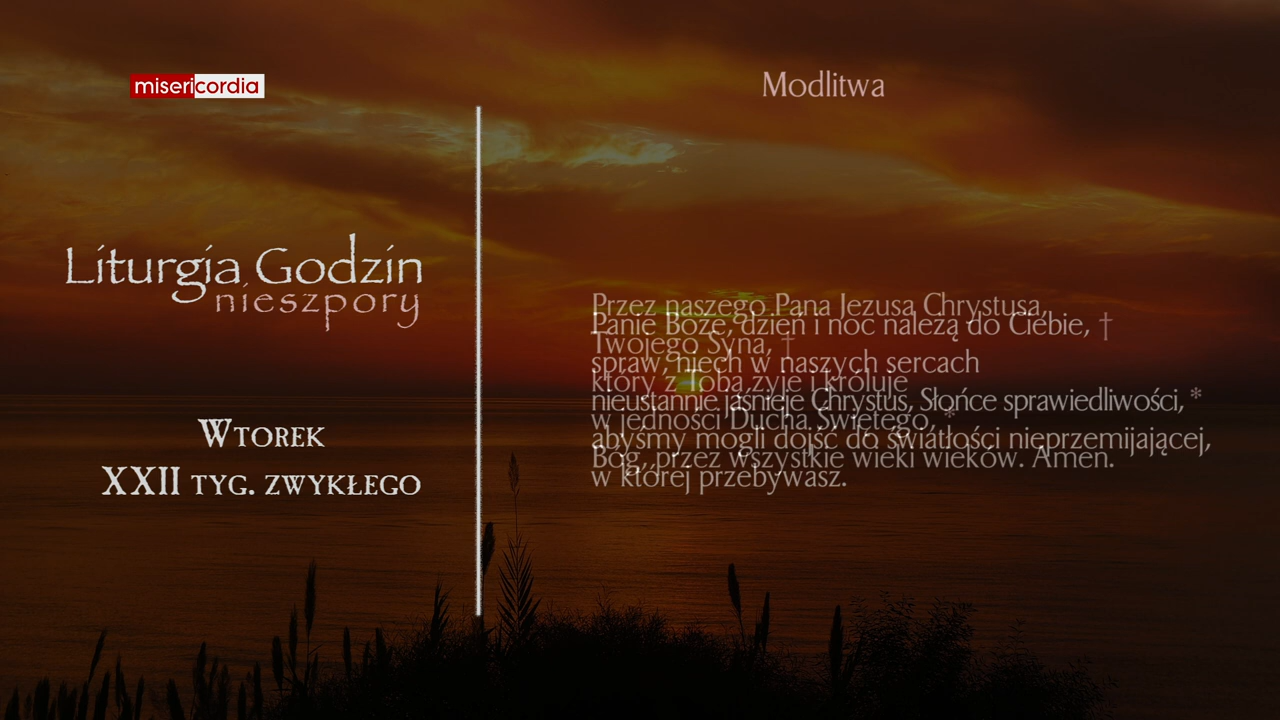 misericordia
Liturgia Godzin
nieszpory
Wtorek
XXII tyg. zwykłego
Modlitwa
Przez naszego Pana Jezusa Chrystusa,
Panie Boże, dzień i noc należą do Ciebie, †
Twojego Syna, †
spraw, niech w naszych sercach
który z Tobą żyje i króluje
nieustannie jaśnieje Chrystus, Słońce sprawiedliwości, *
w jedności Ducha Świętego, *
abyśmy mogli dojść do światłości nieprzemijającej,
Bóg, przez wszystkie wieki wieków. Amen.
w której przebywasz.